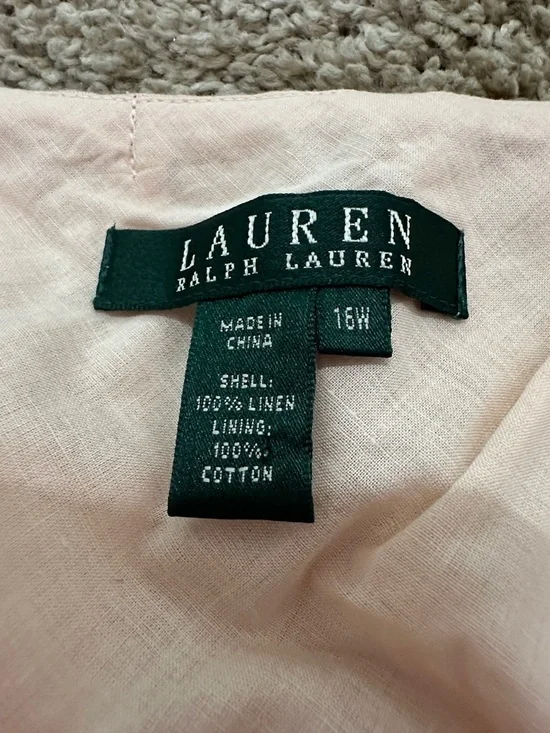 LAUREN
RALPH LAUREN
MADE IN
CHINA
16W
SHELL:
100% LINEN
LINING:
100%
COTTON